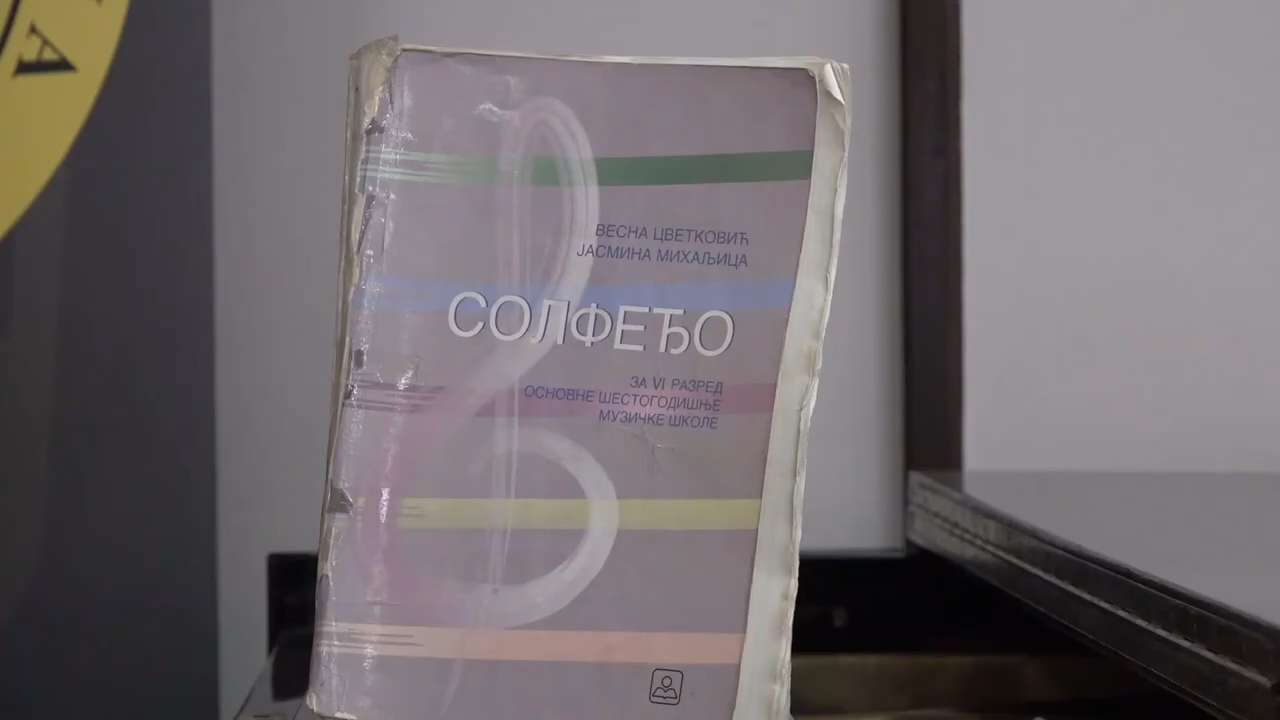 ВЕСНА ЦВЕТКОВИЋ
ЈАСМИНА МИХАЉИЦА
СОЛФЕЂО
ЗА VI РАЗРЕД
ОСНОВНЕ ШЕСТОГОДИШЊЕ
МУЗИЧКЕ ШКОЛЕ